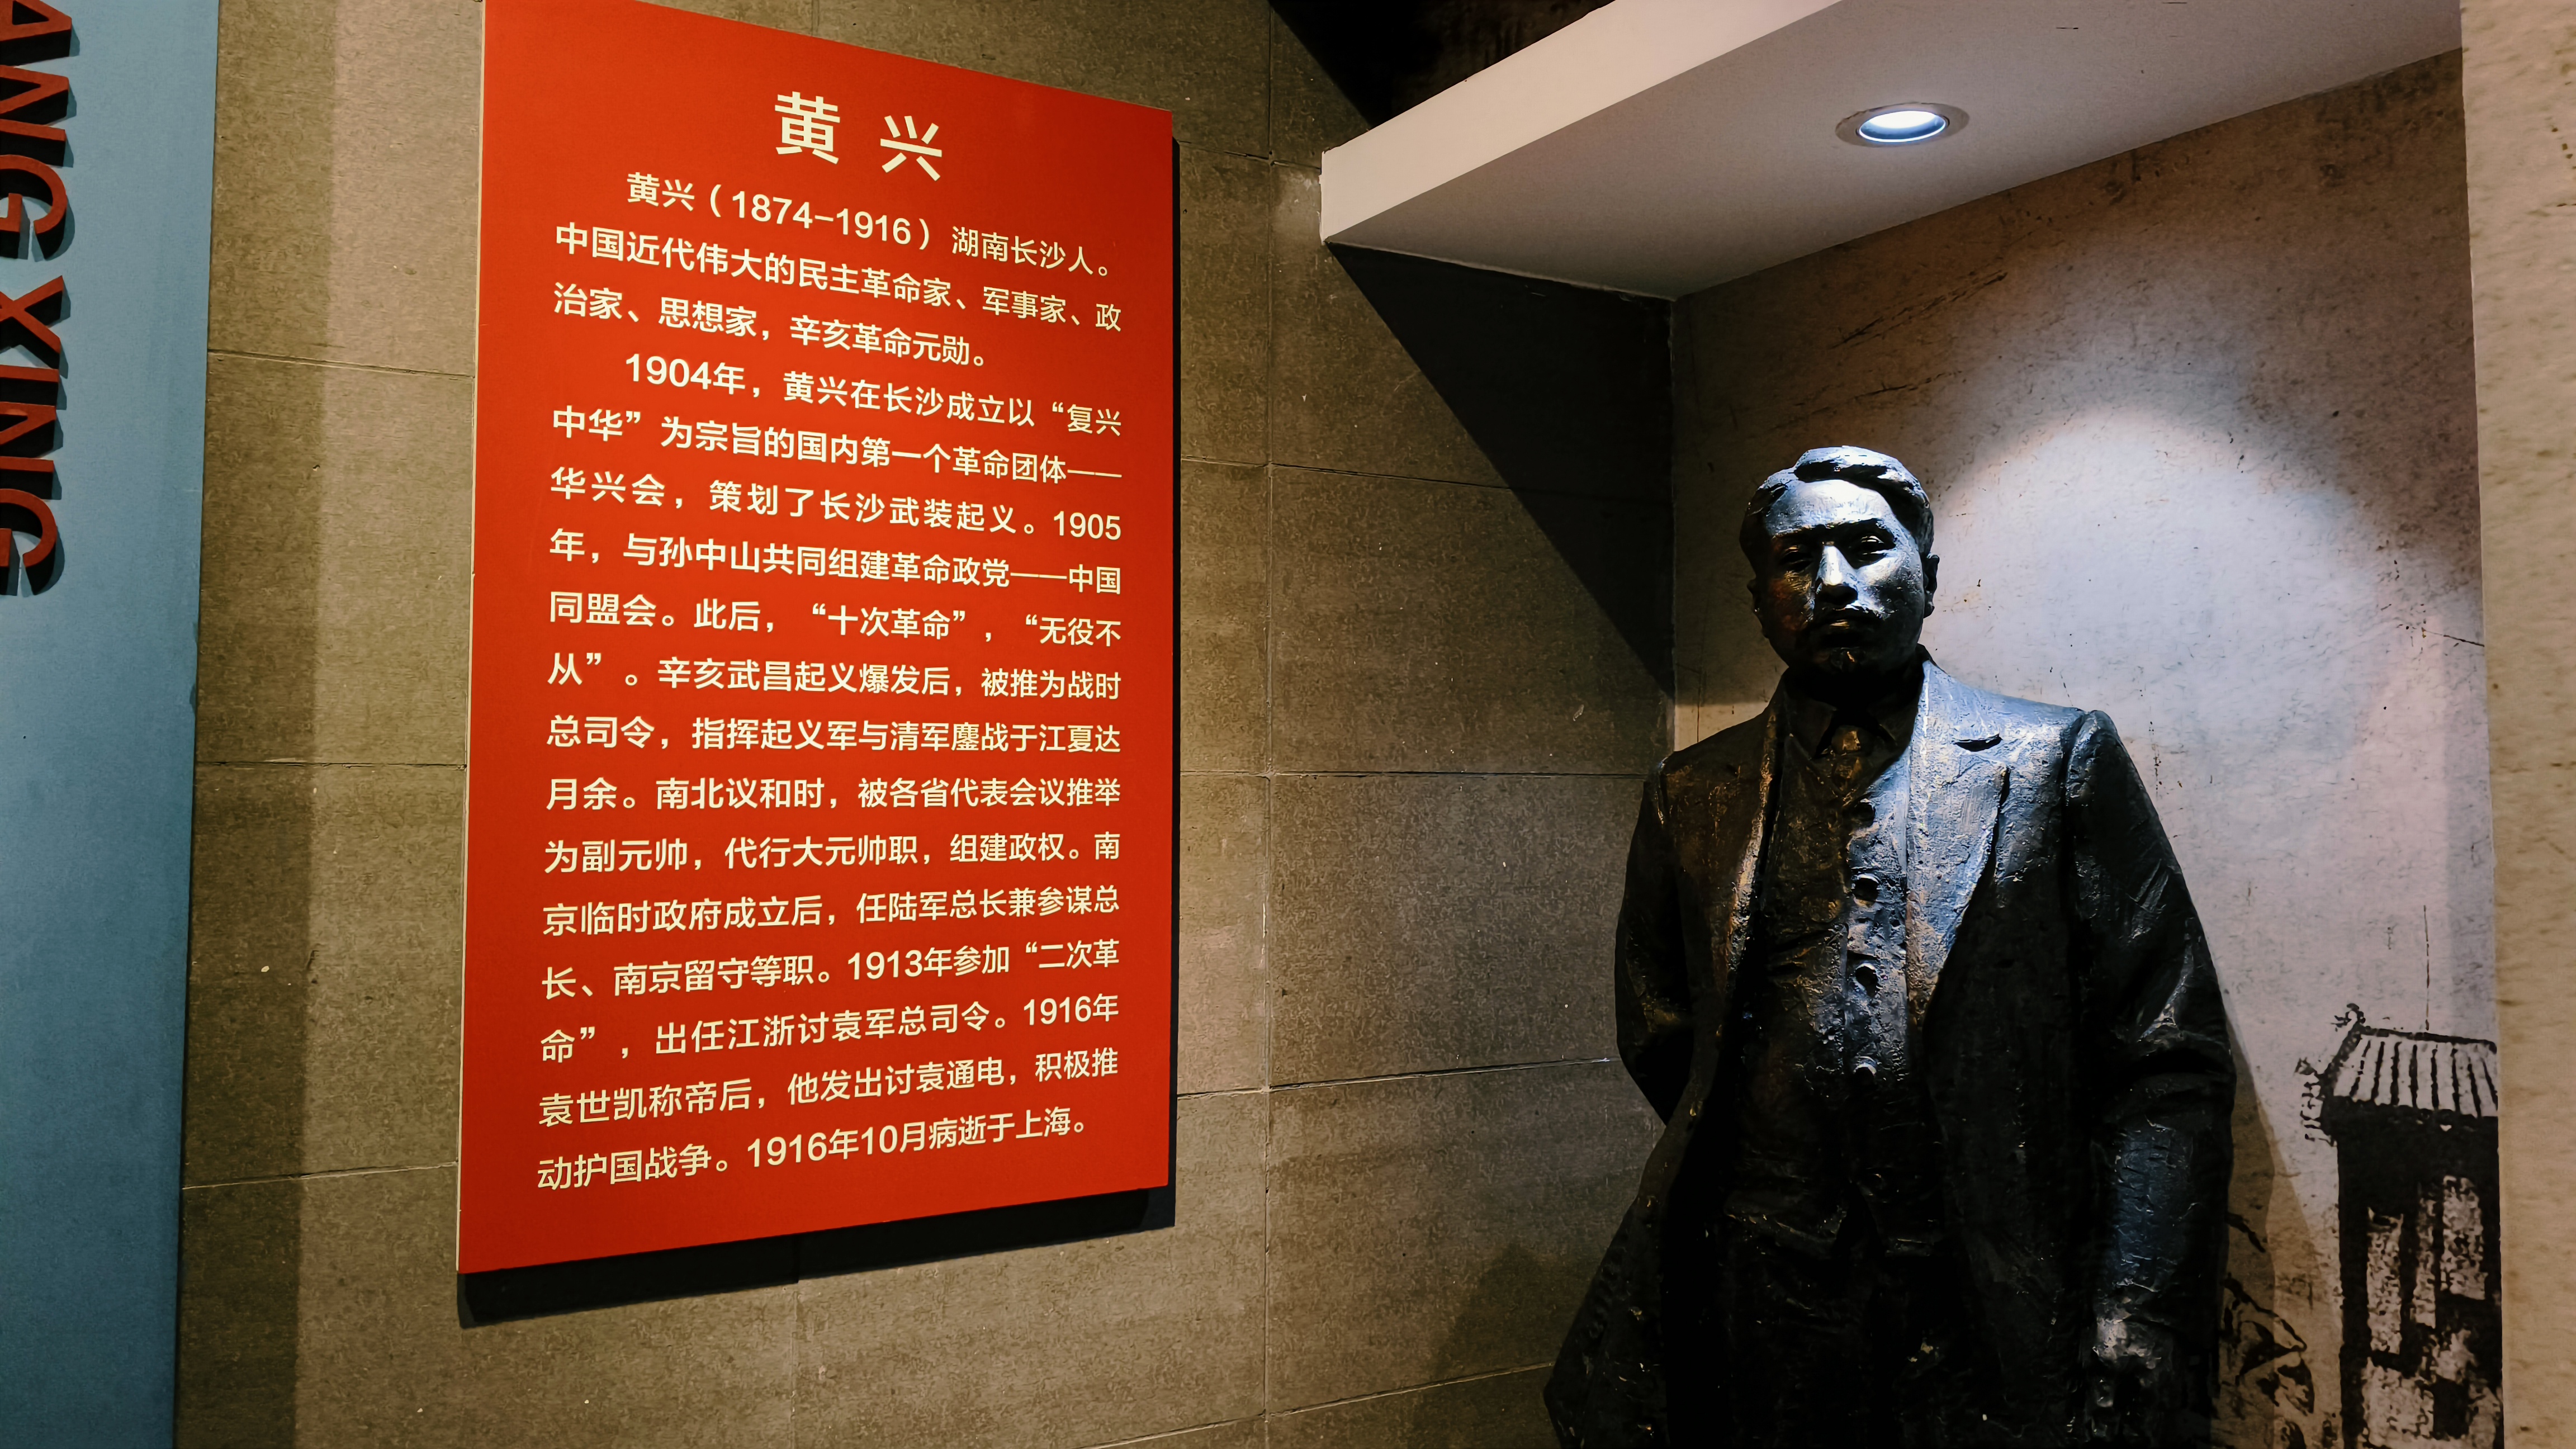 ANG XING
黄兴
黄兴（1874-1916）湖南长沙人。
中国近代伟大的民主革命家、军事家、政
治家、思想家，辛亥革命元勋。
1904年，黄兴在长沙成立以“复兴
中华”为宗旨的国内第一个革命团体——
华兴会，策划了长沙武装起义。1905
年，与孙中山共同组建革命政党——中国
同盟会。此后，“十次革命”，“无役不
从”。辛亥武昌起义爆发后，被推为战时
总司令，指挥起义军与清军鏖战于江夏达
月余。南北议和时，被各省代表会议推举
为副元帅，代行大元帅职，组建政权。南
京临时政府成立后，任陆军总长兼参谋总
长、南京留守等职。1913年参加“二次革
命”，出任江浙讨袁军总司令。1916年
袁世凯称帝后，他发出讨袁通电，积极推
动护国战争。1916年10月病逝于上海。